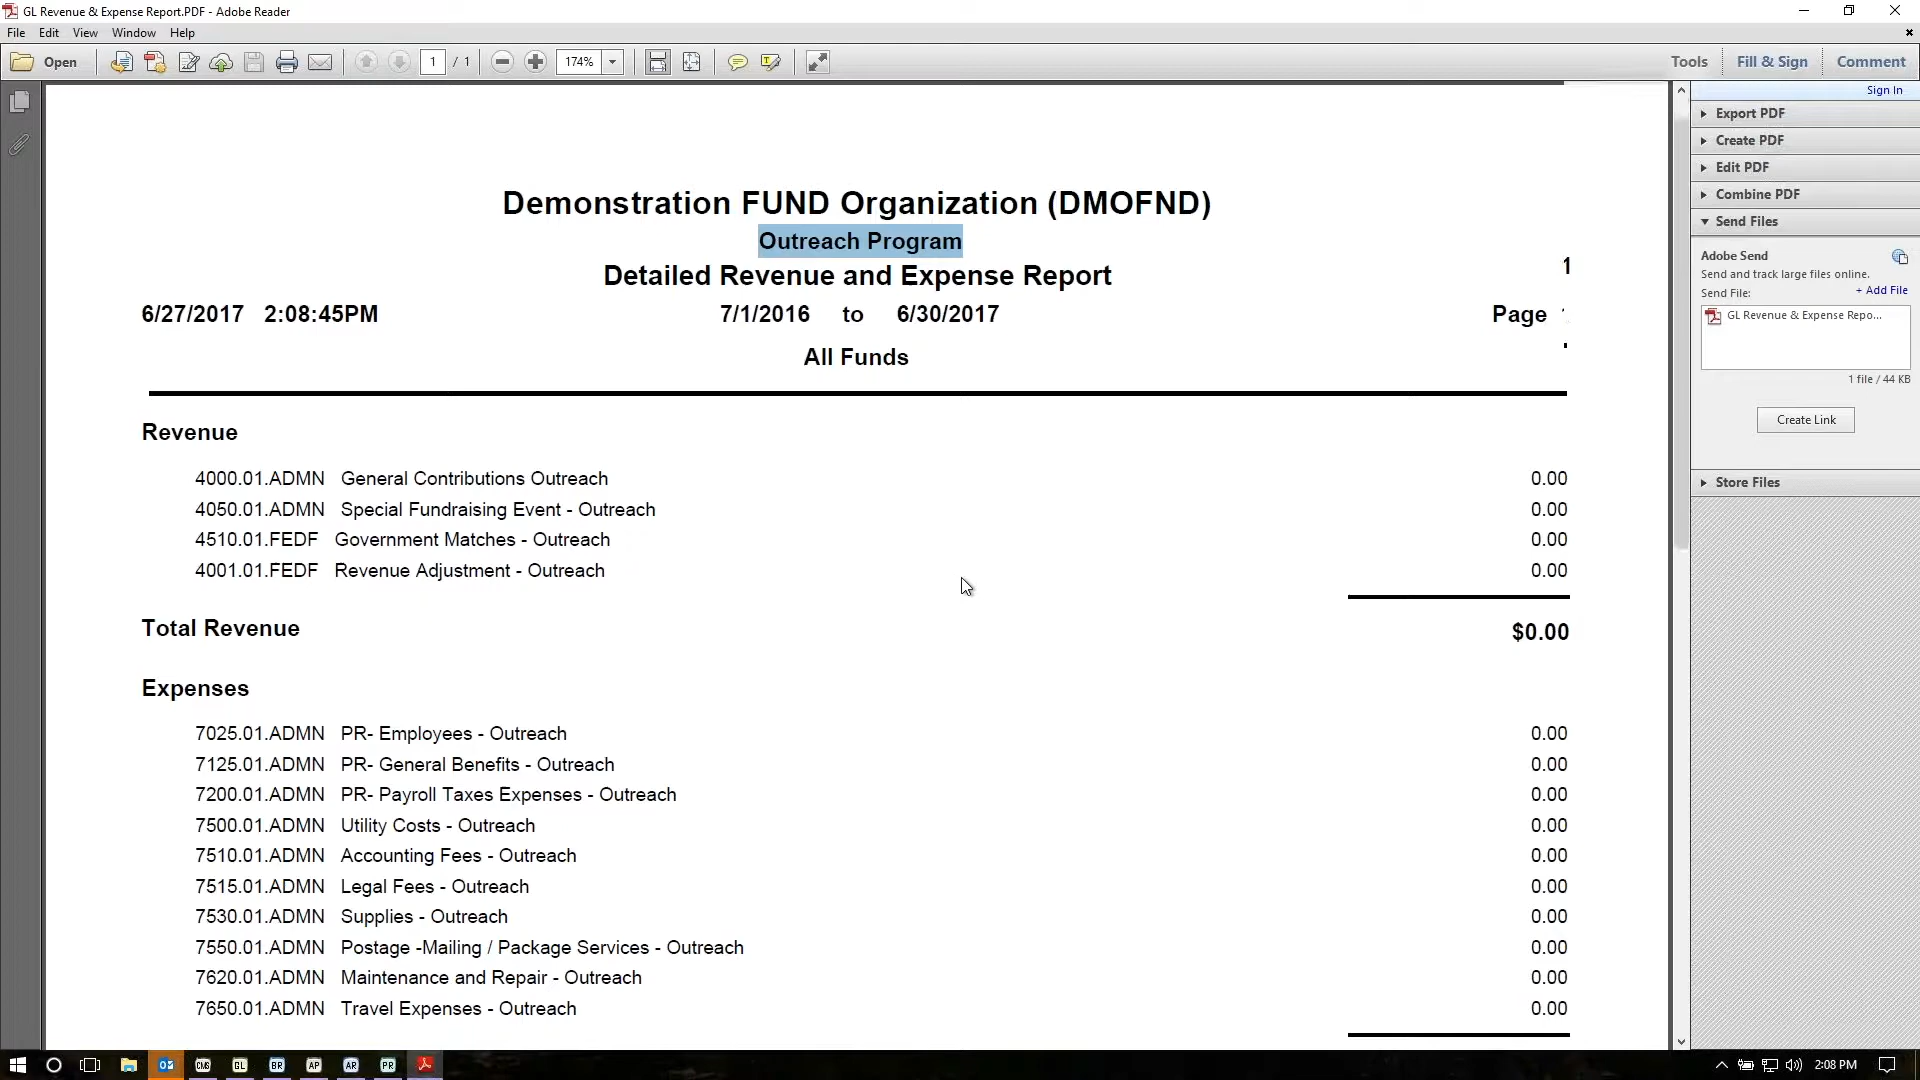 GL Revenue & Expense Report.PDF - Adobe Reader
File Edit View Window Help
Open 1 / 1 174% Tools Fill & Sign Comment
Sign In
Export PDF
Create PDF
Edit PDF
Combine PDF
Send Files
Adobe Send
Send and track large files online.
Send File: + Add File
GL Revenue & Expense Repo...
1 file / 44 KB
Create Link
Store Files
Demonstration FUND Organization (DMOFND)
Outreach Program
Detailed Revenue and Expense Report
6/27/2017 2:08:45PM 7/1/2016 to 6/30/2017 Page
All Funds
Revenue
4000.01.ADMN General Contributions Outreach 0.00
4050.01.ADMN Special Fundraising Event - Outreach 0.00
4510.01.FEDF Government Matches - Outreach 0.00
4001.01.FEDF Revenue Adjustment - Outreach 0.00
Total Revenue $0.00
Expenses
7025.01.ADMN PR- Employees - Outreach 0.00
7125.01.ADMN PR- General Benefits - Outreach 0.00
7200.01.ADMN PR- Payroll Taxes Expenses - Outreach 0.00
7500.01.ADMN Utility Costs - Outreach 0.00
7510.01.ADMN Accounting Fees - Outreach 0.00
7515.01.ADMN Legal Fees - Outreach 0.00
7530.01.ADMN Supplies - Outreach 0.00
7550.01.ADMN Postage -Mailing / Package Services - Outreach 0.00
7620.01.ADMN Maintenance and Repair - Outreach 0.00
7650.01.ADMN Travel Expenses - Outreach 0.00
CMS GL BR AP AR PR 2:08 PM